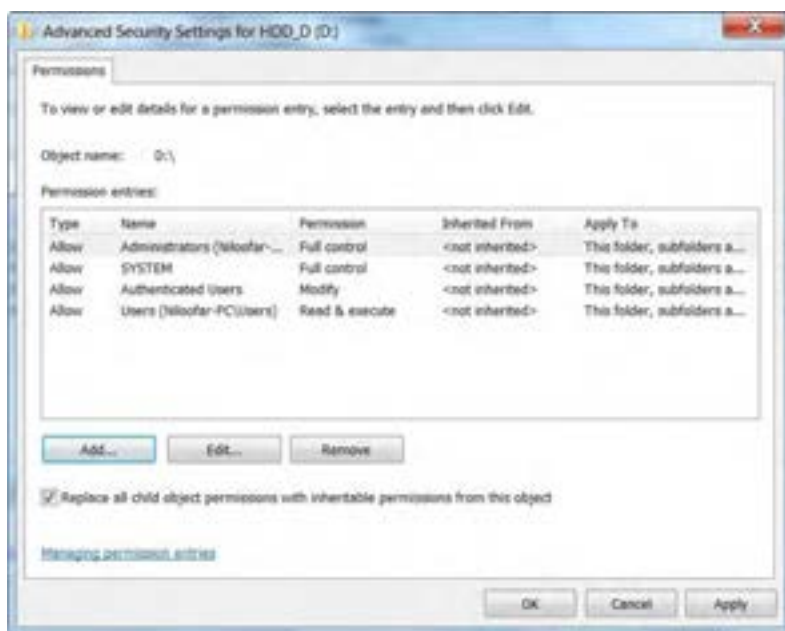 Advanced Security Settings for HDD_D (D:)
Permissions
To view or edit details for a permission entry, select the entry and then click Edit.
Object name: D:\
Permission entries:
Type Name Permission Inherited From Apply To
Allow Administrators (Niloofar-... Full control <not inherited> This folder, subfolders a...
Allow SYSTEM Full control <not inherited> This folder, subfolders a...
Allow Authenticated Users Modify <not inherited> This folder, subfolders a...
Allow Users (Niloofar-PC\Users) Read & execute <not inherited> This folder, subfolders a...
Add... Edit... Remove
Replace all child object permissions with inheritable permissions from this object
Managing permission entries
OK Cancel Apply